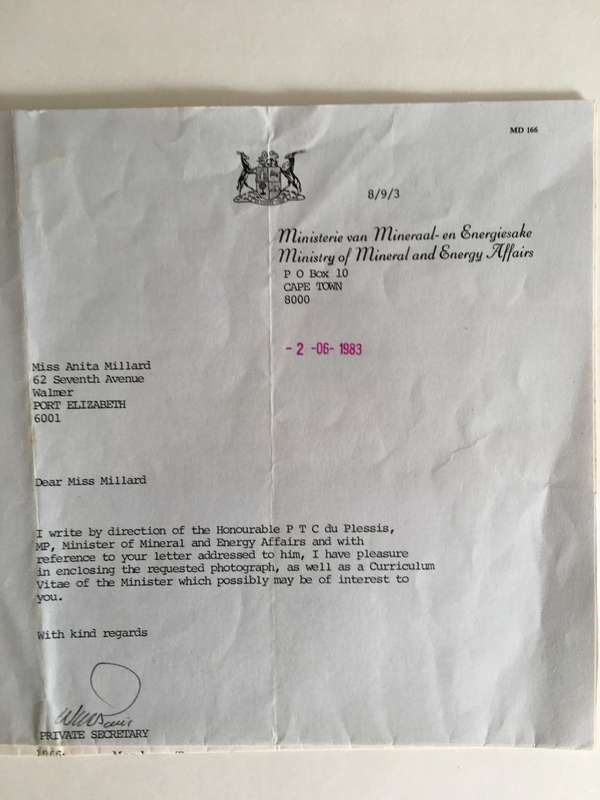 MD 166
8/9/3
Ministerie van Mineraal- en Energiesake
Ministry of Mineral and Energy Affairs
P O Box 10
CAPE TOWN
8000
- 2 -06- 1983
Miss Anita Millard
62 Seventh Avenue
Walmer
PORT ELIZABETH
6001
Dear Miss Millard
I write by direction of the Honourable P T C du Plessis,
MP, Minister of Mineral and Energy Affairs and with
reference to your letter addressed to him, I have pleasure
in enclosing the requested photograph, as well as a Curriculum
Vitae of the Minister which possibly may be of interest to
you.
With kind regards
PRIVATE SECRETARY